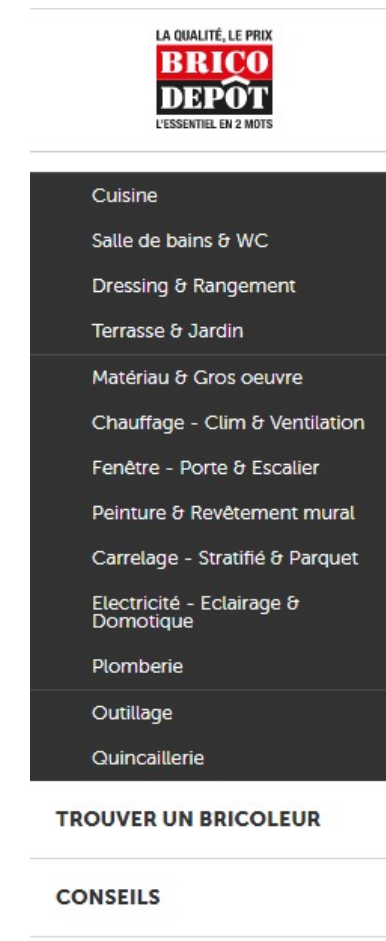 LA QUALITÉ, LE PRIX
BRICO
DEPÔT
L'ESSENTIEL EN 2 MOTS
Cuisine
Salle de bains & WC
Dressing & Rangement
Terrasse & Jardin
Matériau & Gros oeuvre
Chauffage - Clim & Ventilation
Fenêtre - Porte & Escalier
Peinture & Revêtement mural
Carrelage - Stratifié & Parquet
Electricité - Eclairage &
Domotique
Plomberie
Outillage
Quincaillerie
TROUVER UN BRICOLEUR
CONSEILS